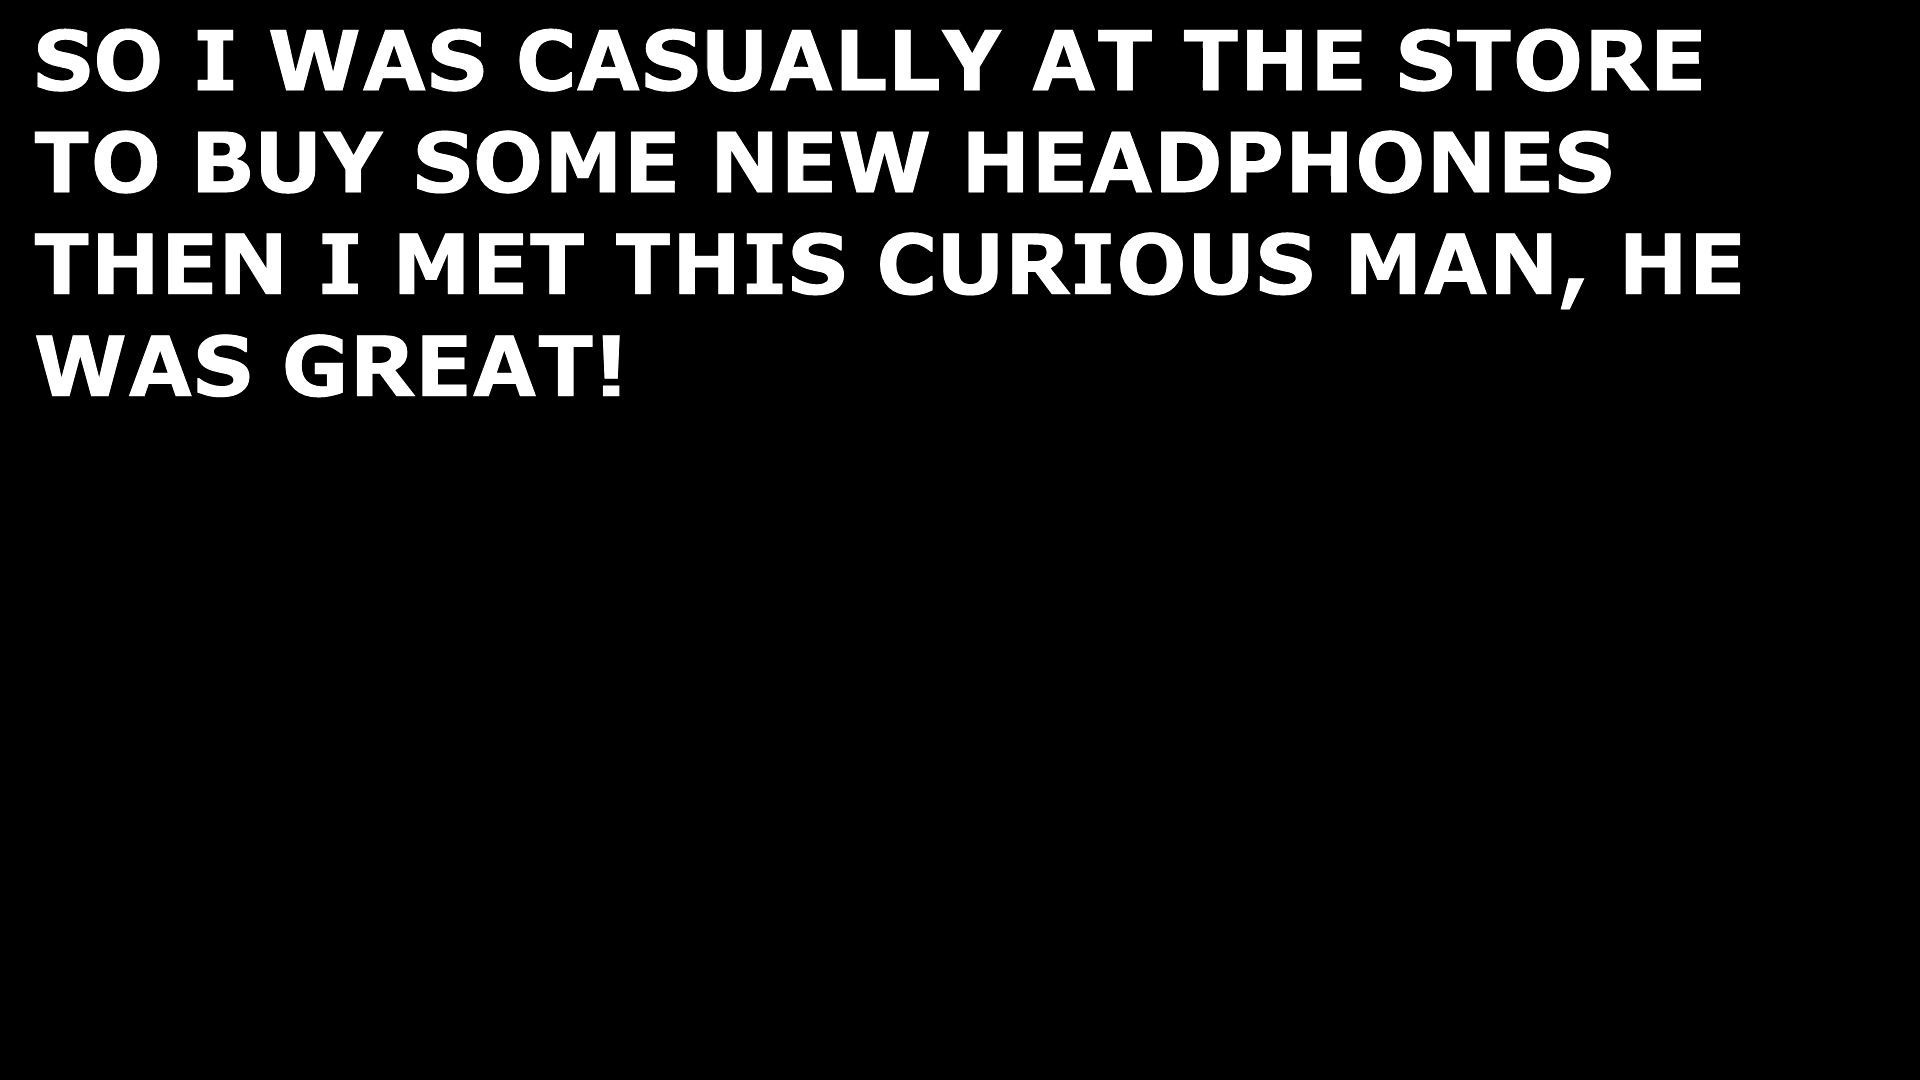 SO I WAS CASUALLY AT THE STORE
TO BUY SOME NEW HEADPHONES
THEN I MET THIS CURIOUS MAN, HE
WAS GREAT!